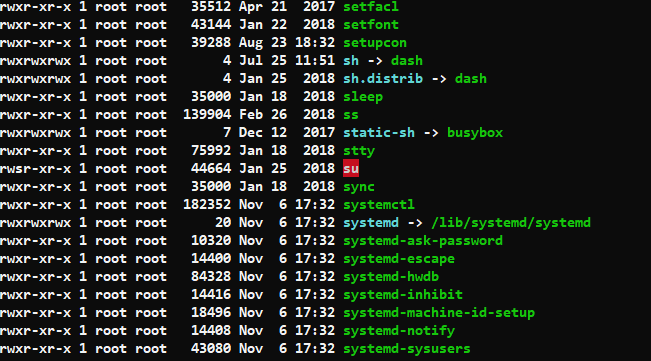 rwxr-xr-x 1 root root 35512 Apr 21 2017 setfacl
rwxr-xr-x 1 root root 43144 Jan 22 2018 setfont
rwxr-xr-x 1 root root 39288 Aug 23 18:32 setupcon
rwxrwxrwx 1 root root 4 Jul 25 11:51 sh -> dash
rwxrwxrwx 1 root root 4 Jan 25 2018 sh.distrib -> dash
rwxr-xr-x 1 root root 35000 Jan 18 2018 sleep
rwxr-xr-x 1 root root 139904 Feb 26 2018 ss
rwxrwxrwx 1 root root 7 Dec 12 2017 static-sh -> busybox
rwxr-xr-x 1 root root 75992 Jan 18 2018 stty
rwsr-xr-x 1 root root 44664 Jan 25 2018 su
rwxr-xr-x 1 root root 35000 Jan 18 2018 sync
rwxr-xr-x 1 root root 182352 Nov 6 17:32 systemctl
rwxrwxrwx 1 root root 20 Nov 6 17:32 systemd -> /lib/systemd/systemd
rwxr-xr-x 1 root root 10320 Nov 6 17:32 systemd-ask-password
rwxr-xr-x 1 root root 14400 Nov 6 17:32 systemd-escape
rwxr-xr-x 1 root root 84328 Nov 6 17:32 systemd-hwdb
rwxr-xr-x 1 root root 14416 Nov 6 17:32 systemd-inhibit
rwxr-xr-x 1 root root 18496 Nov 6 17:32 systemd-machine-id-setup
rwxr-xr-x 1 root root 14408 Nov 6 17:32 systemd-notify
rwxr-xr-x 1 root root 43080 Nov 6 17:32 systemd-sysusers